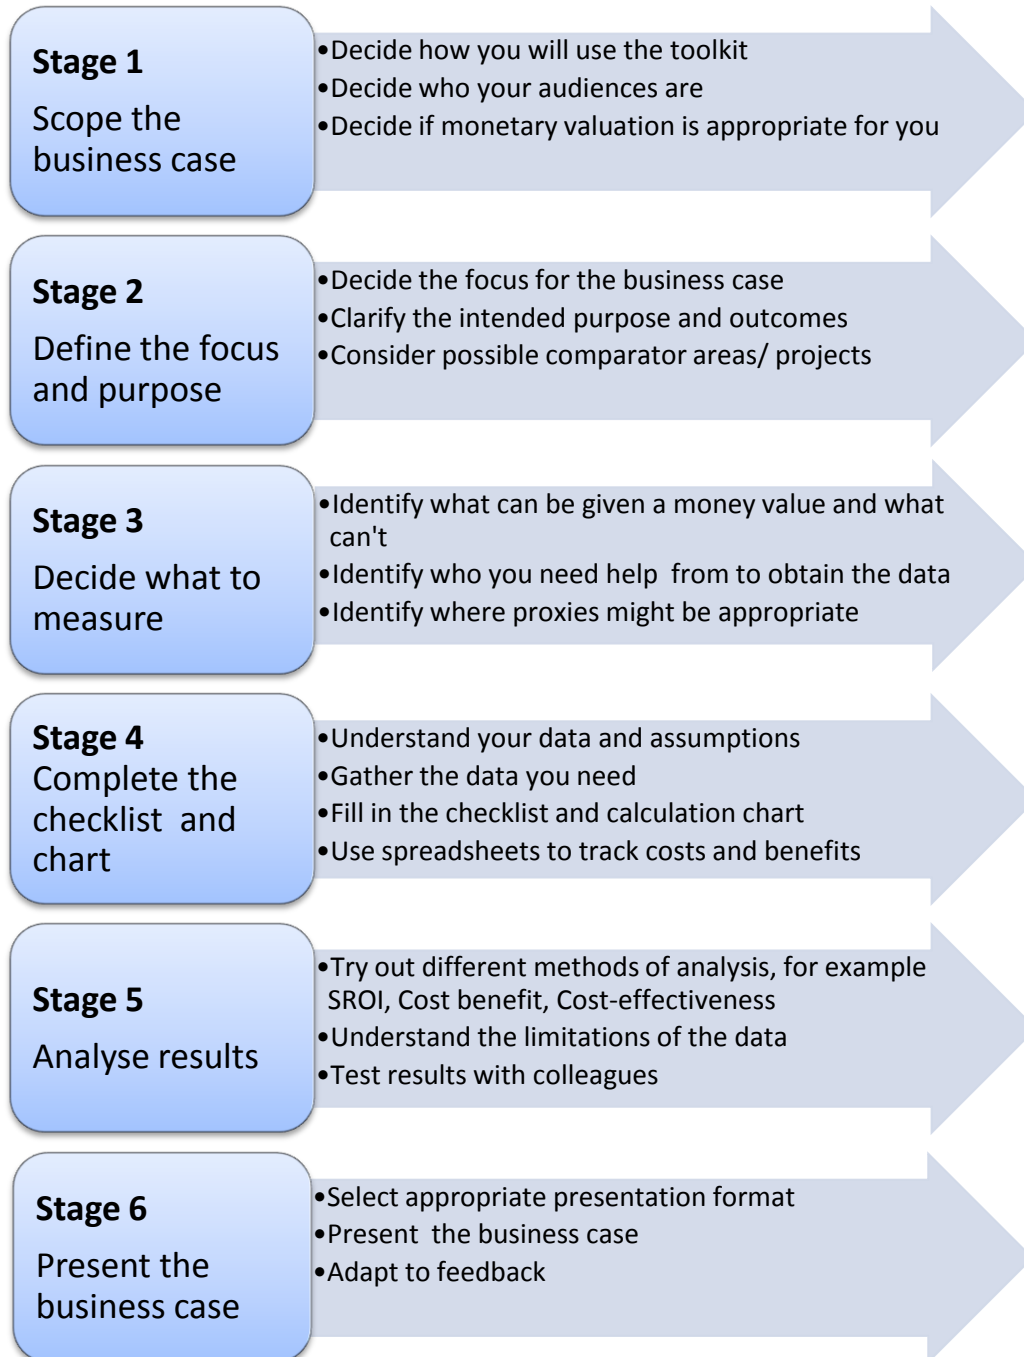 Stage 1
Scope the
business case
•Decide how you will use the toolkit
•Decide who your audiences are
•Decide if monetary valuation is appropriate for you
Stage 2
Define the focus
and purpose
•Decide the focus for the business case
•Clarify the intended purpose and outcomes
•Consider possible comparator areas/ projects
Stage 3
Decide what to
measure
•Identify what can be given a money value and what
can't
•Identify who you need help  from to obtain the data
•Identify where proxies might be appropriate
Stage 4
Complete the
checklist  and
chart
•Understand your data and assumptions
•Gather the data you need
•Fill in the checklist and calculation chart
•Use spreadsheets to track costs and benefits
Stage 5
Analyse results
•Try out different methods of analysis, for example
SROI, Cost benefit, Cost-effectiveness
•Understand the limitations of the data
•Test results with colleagues
Stage 6
Present the
business case
•Select appropriate presentation format
•Present  the business case
•Adapt to feedback